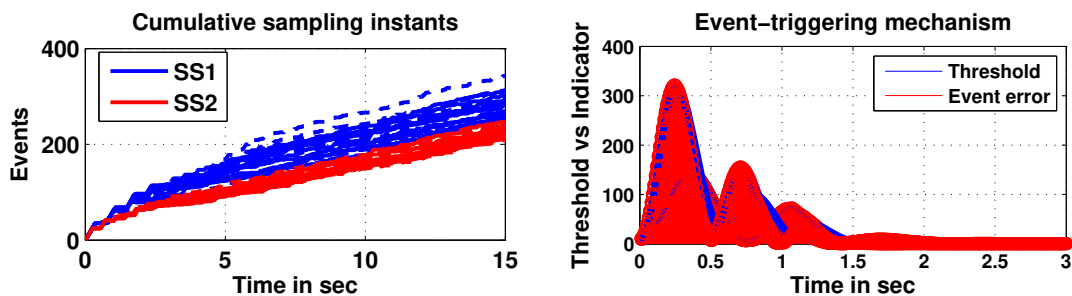 Cumulative sampling instants
400
200
0
Events
SS1
SS2
0
5
10
15
Time in sec
Event-triggering mechanism
400
300
200
100
0
Threshold vs Indicator
Threshold
Event error
0
0.5
1
1.5
2
2.5
3
Time in sec